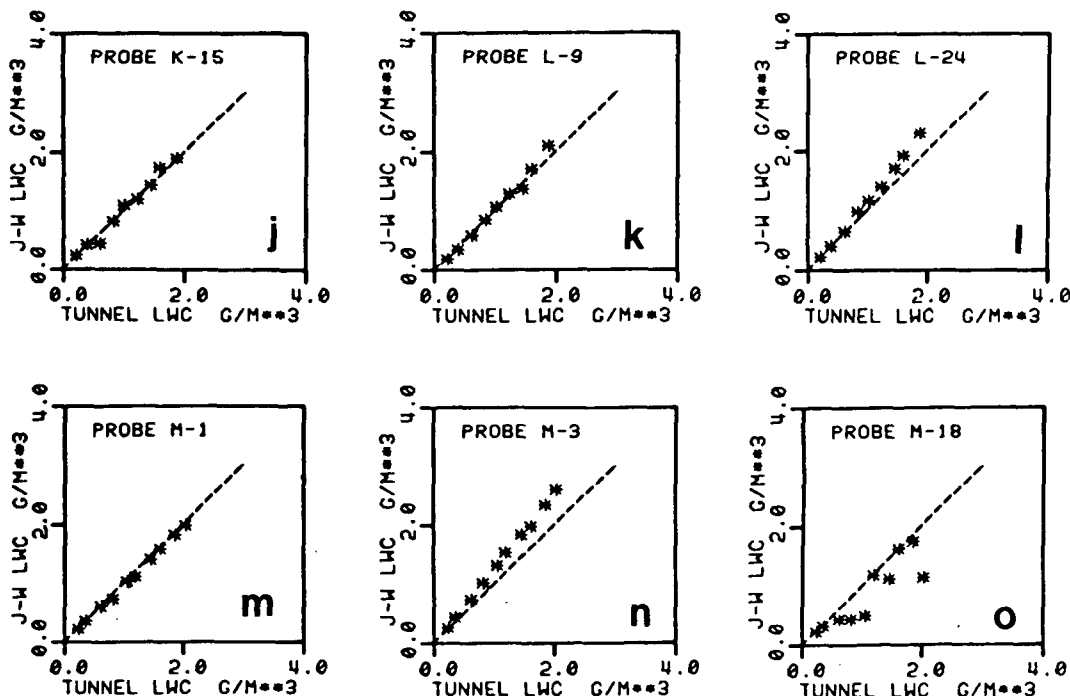 PROBE K-15
4.0
2.0
0.0
J-W LWC G/M**3
0.0 2.0 4.0
TUNNEL LWC G/M**3
j
PROBE L-9
4.0
2.0
0.0
J-W LWC G/M**3
0.0 2.0 4.0
TUNNEL LWC G/M**3
k
PROBE L-24
4.0
2.0
0.0
J-W LWC G/M**3
0.0 2.0 4.0
TUNNEL LWC G/M**3
l
PROBE M-1
4.0
2.0
0.0
J-W LWC G/M**3
0.0 2.0 4.0
TUNNEL LWC G/M**3
m
PROBE M-3
4.0
2.0
0.0
J-W LWC G/M**3
0.0 2.0 4.0
TUNNEL LWC G/M**3
n
PROBE M-18
4.0
2.0
0.0
J-W LWC G/M**3
0.0 2.0 4.0
TUNNEL LWC G/M**3
o